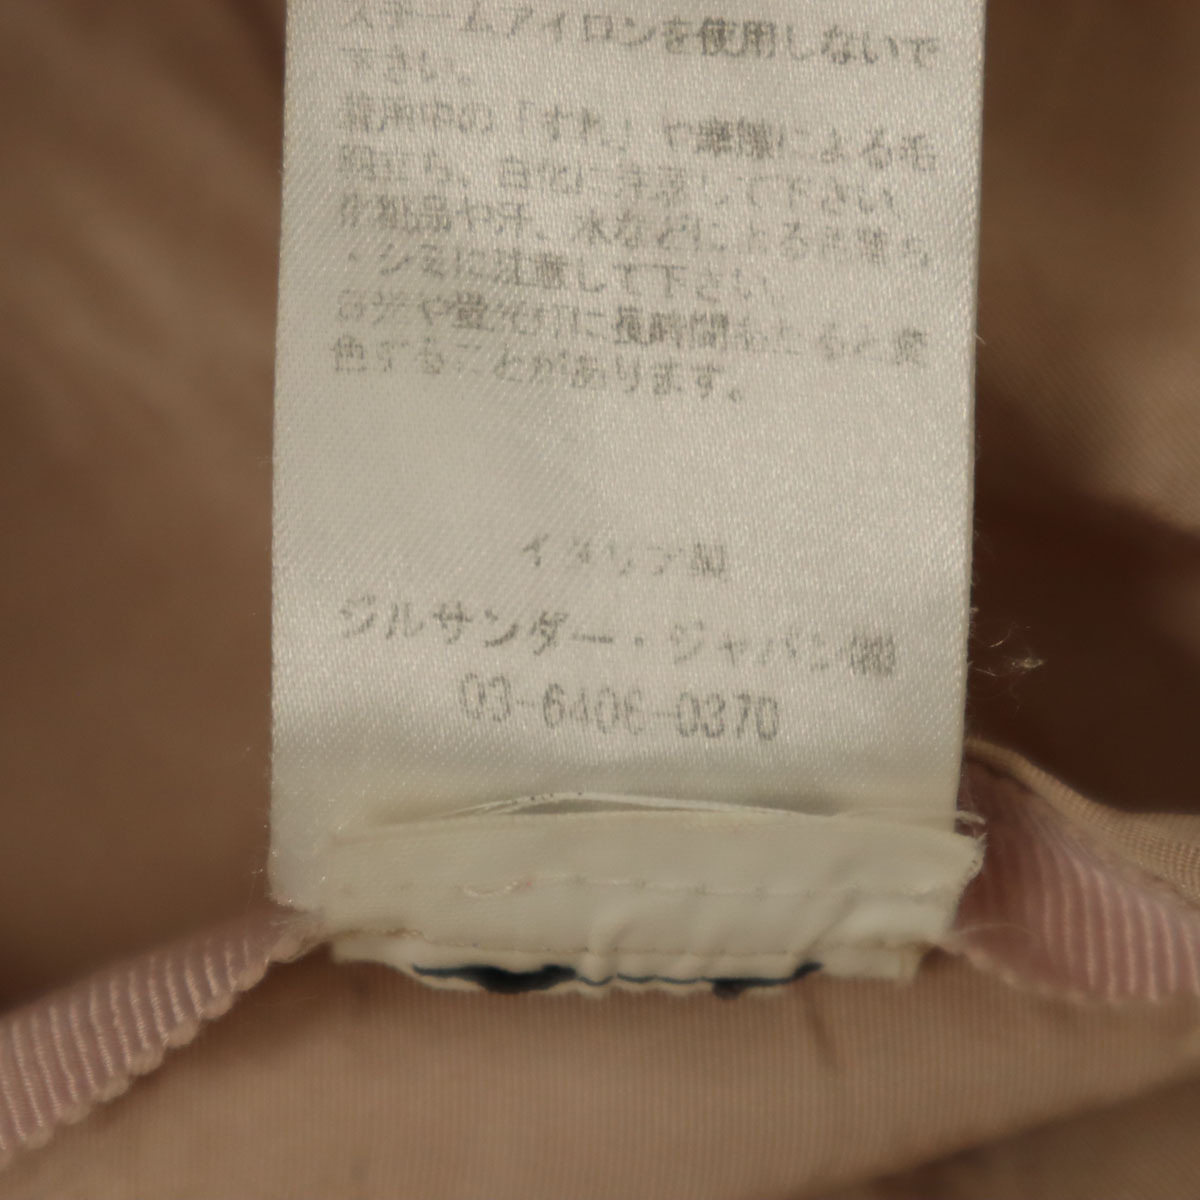 スチームアイロンを使用しないで
下さい。
着用中の「すれ」や摩擦による毛
羽立ち、白化に注意して下さい
化粧品や汗、水などによる色落ち
・シミに注意して下さい。
日光や蛍光灯に長時間あたると変
色することがあります。
イタリア製
ジルサンダー・ジャパン㈱
03-6406-0370